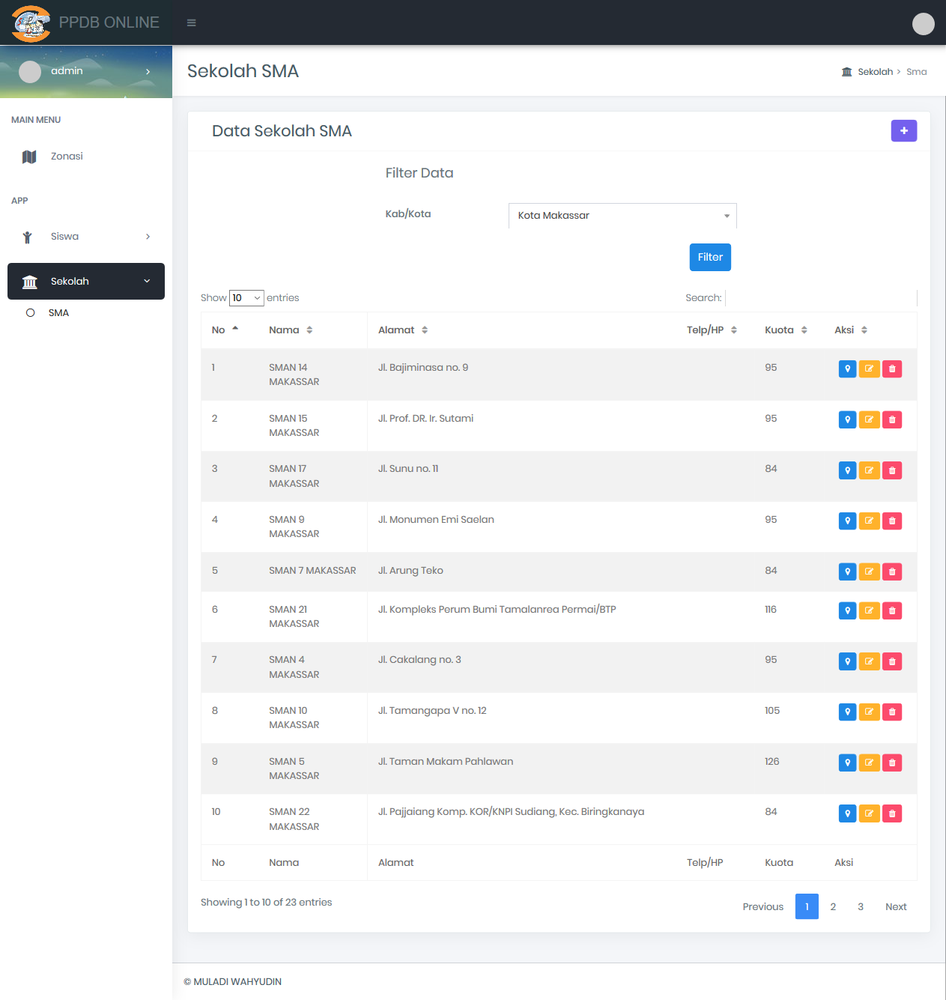 PPDB ONLINE
admin
Sekolah SMA
Sekolah > Sma
MAIN MENU
Zonasi
APP
Siswa
Sekolah
SMA
Data Sekolah SMA
Filter Data
Kab/Kota Kota Makassar
Filter
Show 10 entries Search:
No Nama Alamat Telp/HP Kuota Aksi
1 SMAN 14 Jl. Bajiminasa no. 9 95
MAKASSAR
2 SMAN 15 Jl. Prof. DR. Ir. Sutami 95
MAKASSAR
3 SMAN 17 Jl. Sunu no. 11 84
MAKASSAR
4 SMAN 9 Jl. Monumen Emi Saelan 95
MAKASSAR
5 SMAN 7 MAKASSAR Jl. Arung Teko 84
6 SMAN 21 Jl. Kompleks Perum Bumi Tamalanrea Permai/BTP 116
MAKASSAR
7 SMAN 4 Jl. Cakalang no. 3 95
MAKASSAR
8 SMAN 10 Jl. Tamangapa V no. 12 105
MAKASSAR
9 SMAN 5 Jl. Taman Makam Pahlawan 126
MAKASSAR
10 SMAN 22 Jl. Pajjaiang Komp. KOR/KNPI Sudiang, Kec. Biringkanaya 84
MAKASSAR
No Nama Alamat Telp/HP Kuota Aksi
Showing 1 to 10 of 23 entries
Previous 1 2 3 Next
© MULADI WAHYUDIN